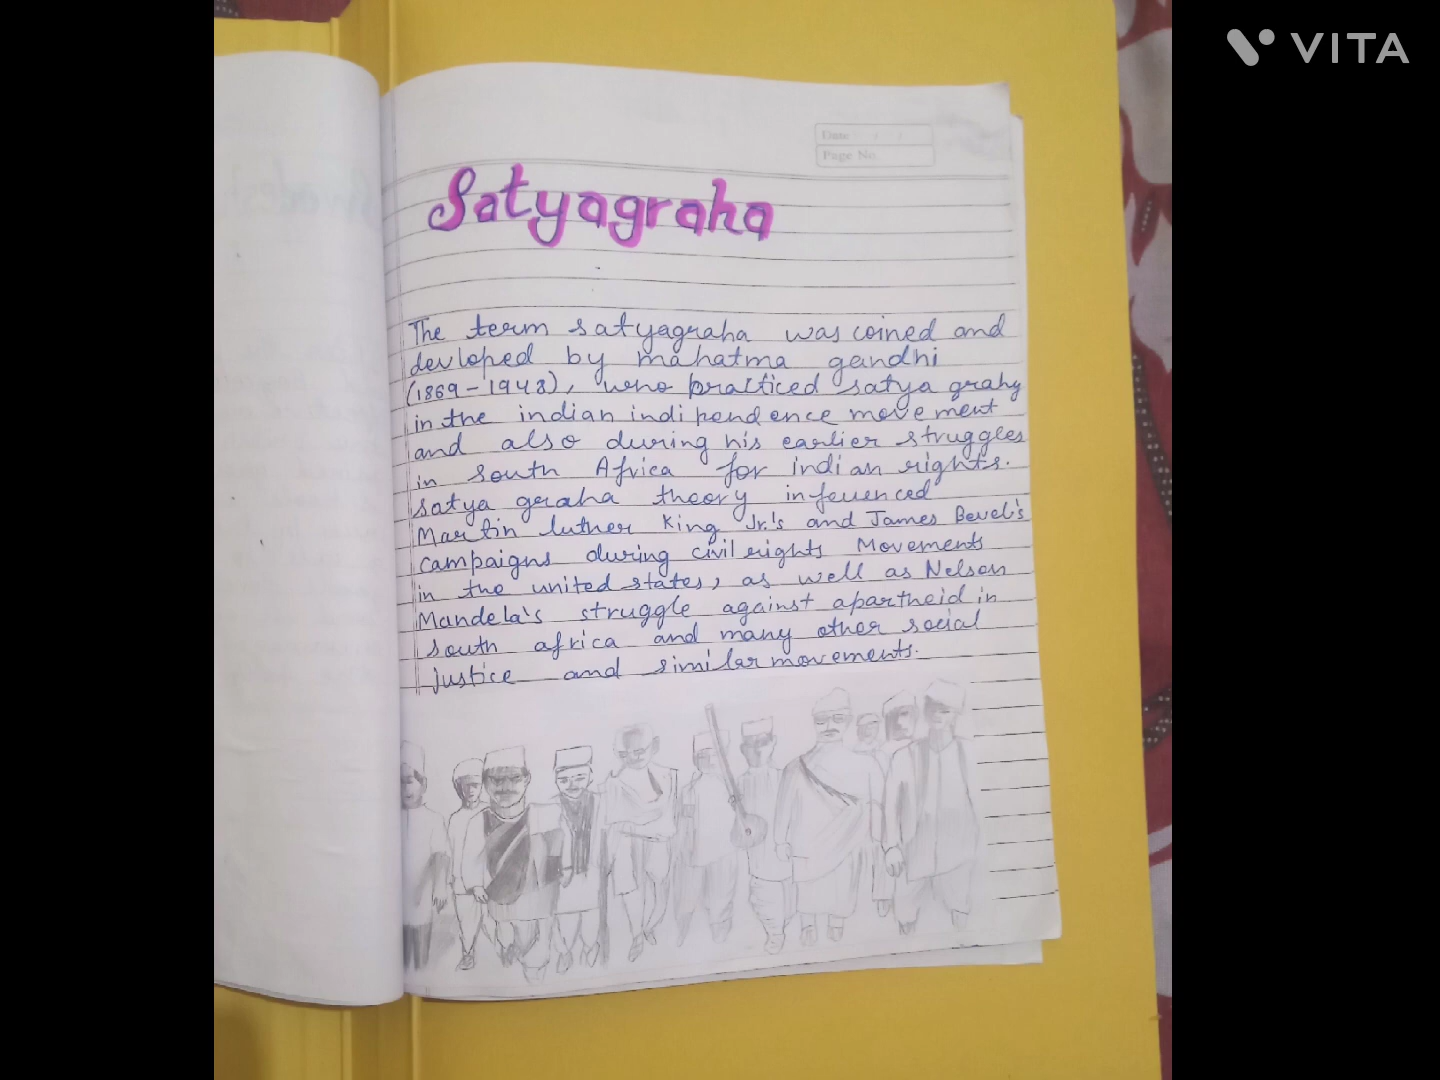 VITA
Date / /
Page No.
Satyagraha
The term satyagraha was coined and
devloped by mahatma gandhi
(1869-1948), who practiced satya grahy
in the indian indipendence movement
and also during his earlier struggles
in south Africa for indian rights.
satya graha theory infeuenced
Martin luther King Jr.'s and James Bevel's
campaigns during civil rights Movements
in the united states, as well as Nelson
Mandela's struggle against apartheid in
south africa and many other social
justice and similar movements.